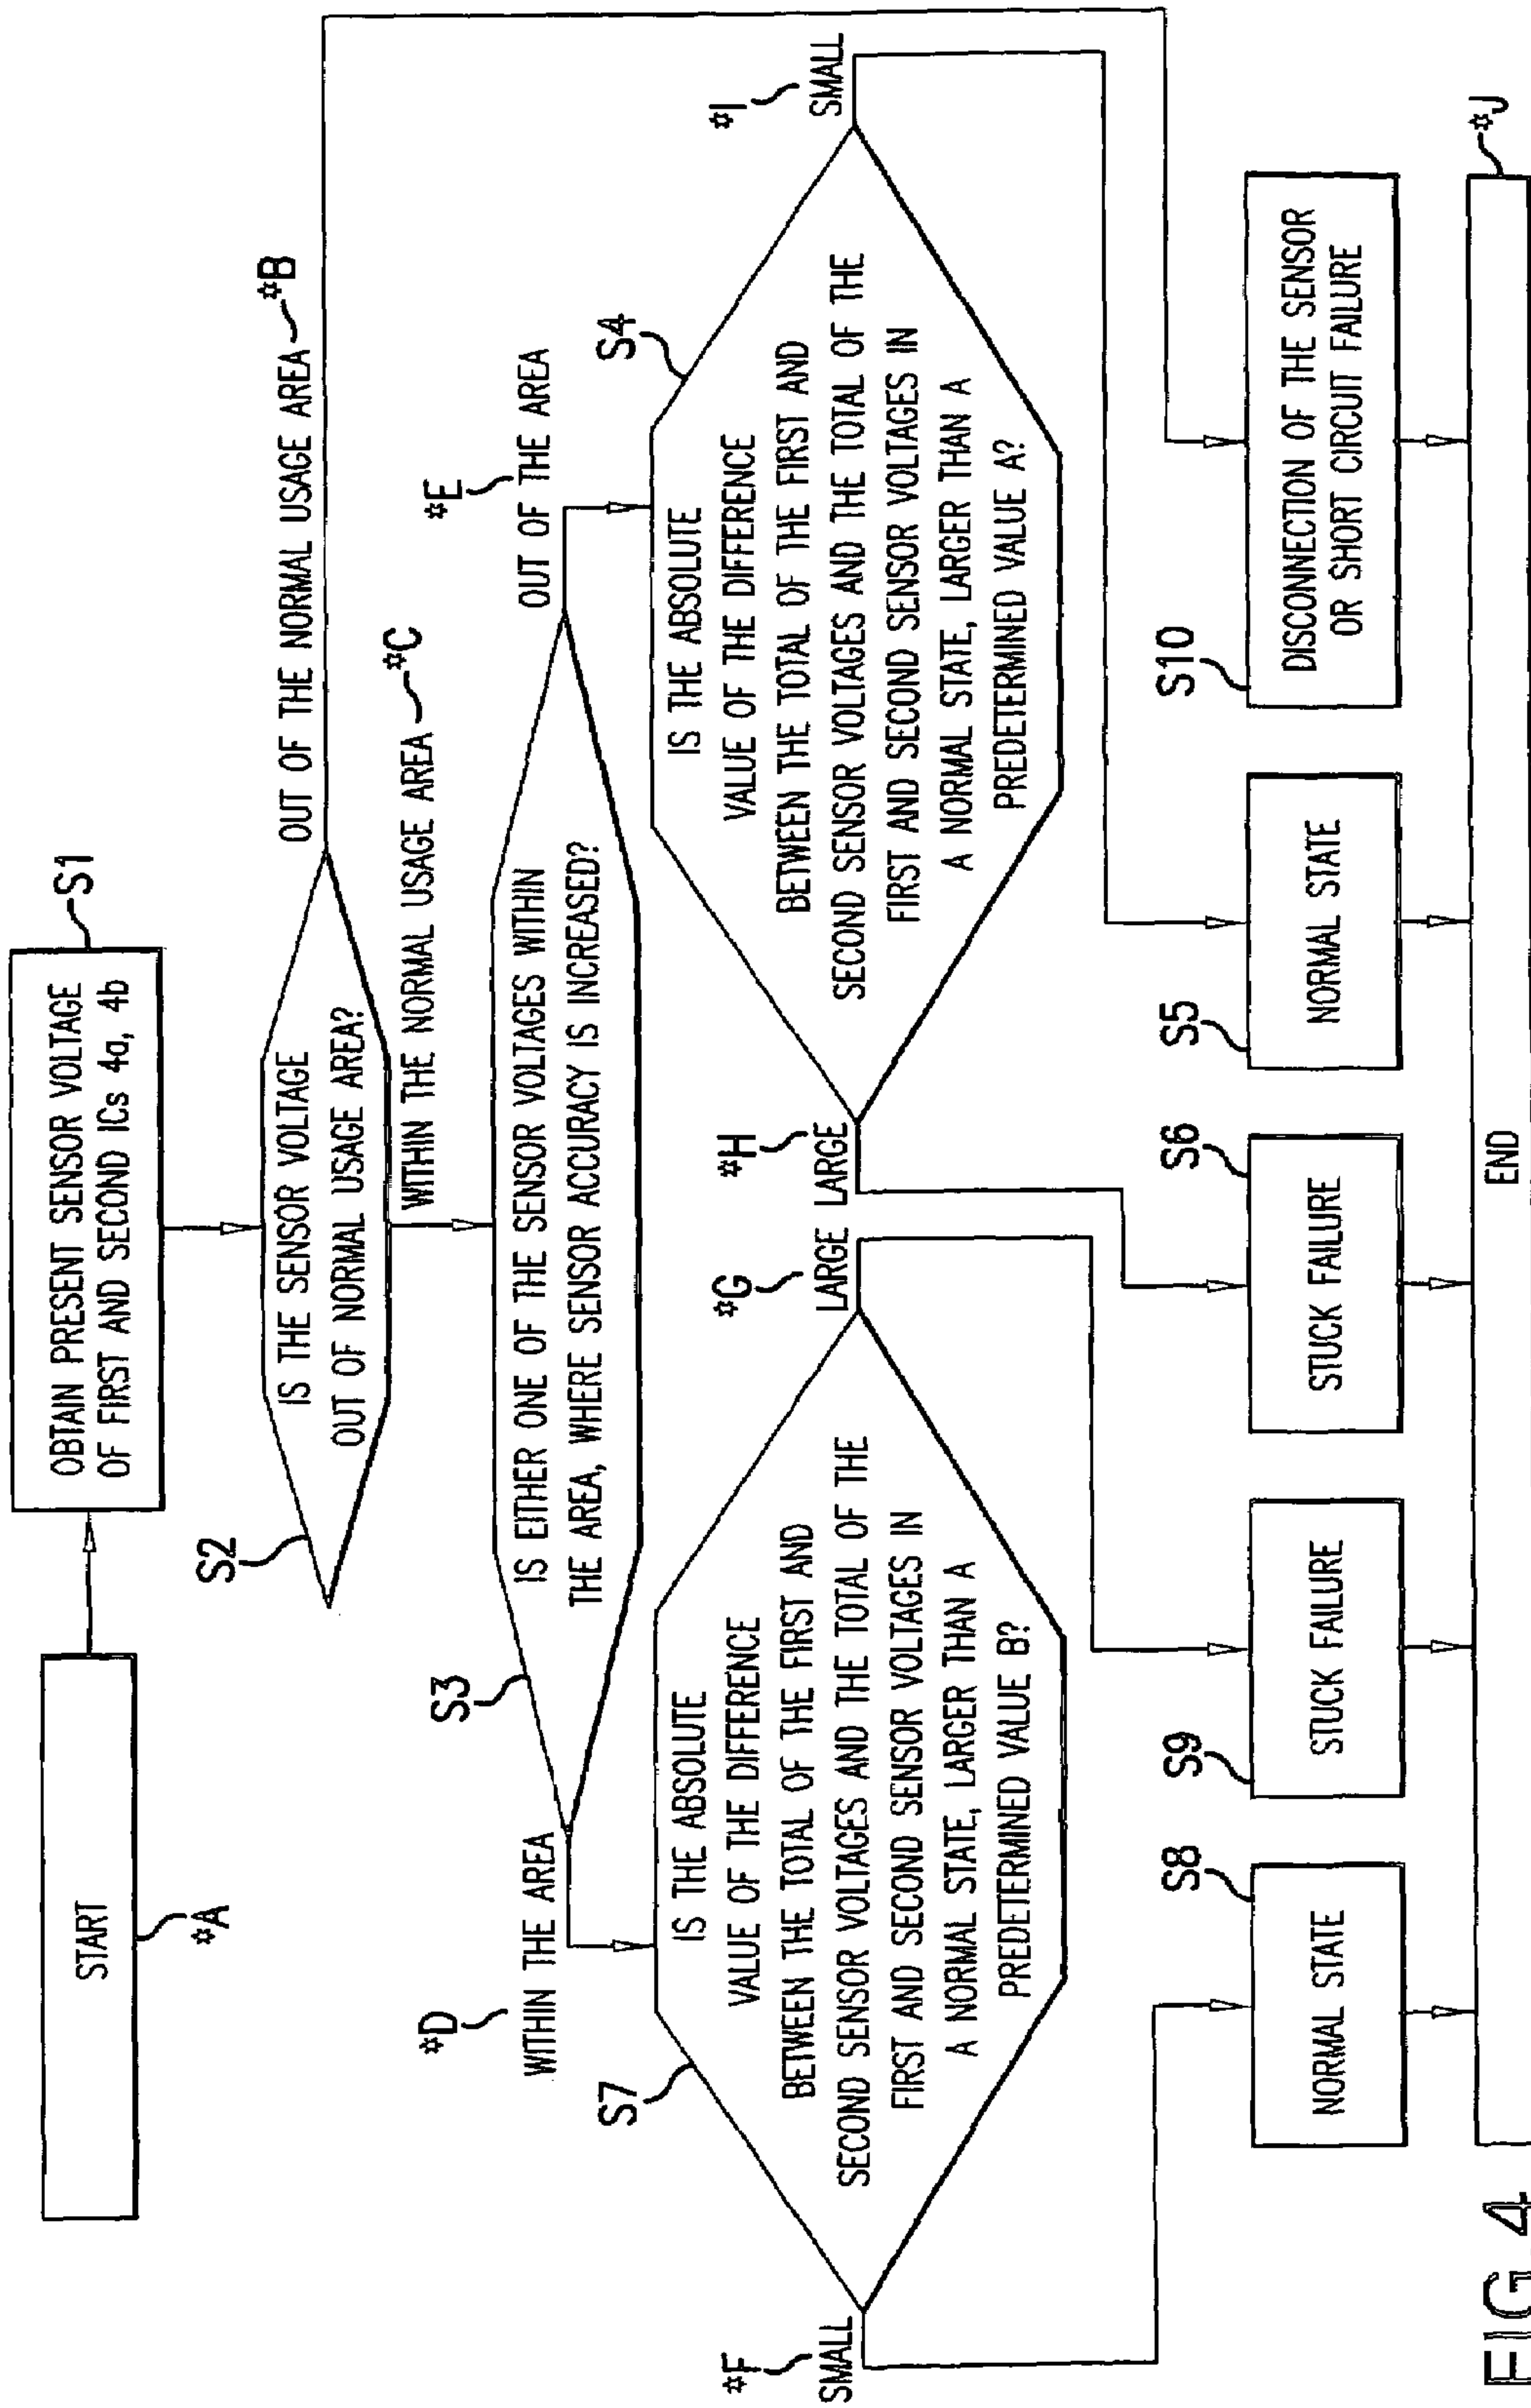 START
*A
OBTAIN PRESENT SENSOR VOLTAGE
OF FIRST AND SECOND ICs 4a, 4b
S1
S2
IS THE SENSOR VOLTAGE
OUT OF NORMAL USAGE AREA?
OUT OF THE NORMAL USAGE AREA
*B
WITHIN THE NORMAL USAGE AREA
*C
S3
IS EITHER ONE OF THE SENSOR VOLTAGES WITHIN
THE AREA, WHERE SENSOR ACCURACY IS INCREASED?
*D
WITHIN THE AREA
*E
OUT OF THE AREA
S7
IS THE ABSOLUTE
VALUE OF THE DIFFERENCE
BETWEEN THE TOTAL OF THE FIRST AND
SECOND SENSOR VOLTAGES AND THE TOTAL OF THE
FIRST AND SECOND SENSOR VOLTAGES IN
A NORMAL STATE, LARGER THAN A
PREDETERMINED VALUE B?
S4
IS THE ABSOLUTE
VALUE OF THE DIFFERENCE
BETWEEN THE TOTAL OF THE FIRST AND
SECOND SENSOR VOLTAGES AND THE TOTAL OF THE
FIRST AND SECOND SENSOR VOLTAGES IN
A NORMAL STATE, LARGER THAN A
PREDETERMINED VALUE A?
*F
SMALL
*G
LARGE
*H
LARGE
*I
SMALL
S8
NORMAL STATE
S9
STUCK FAILURE
S6
STUCK FAILURE
S5
NORMAL STATE
S10
DISCONNECTION OF THE SENSOR
OR SHORT CIRCUIT FAILURE
END
*J
FIG.4